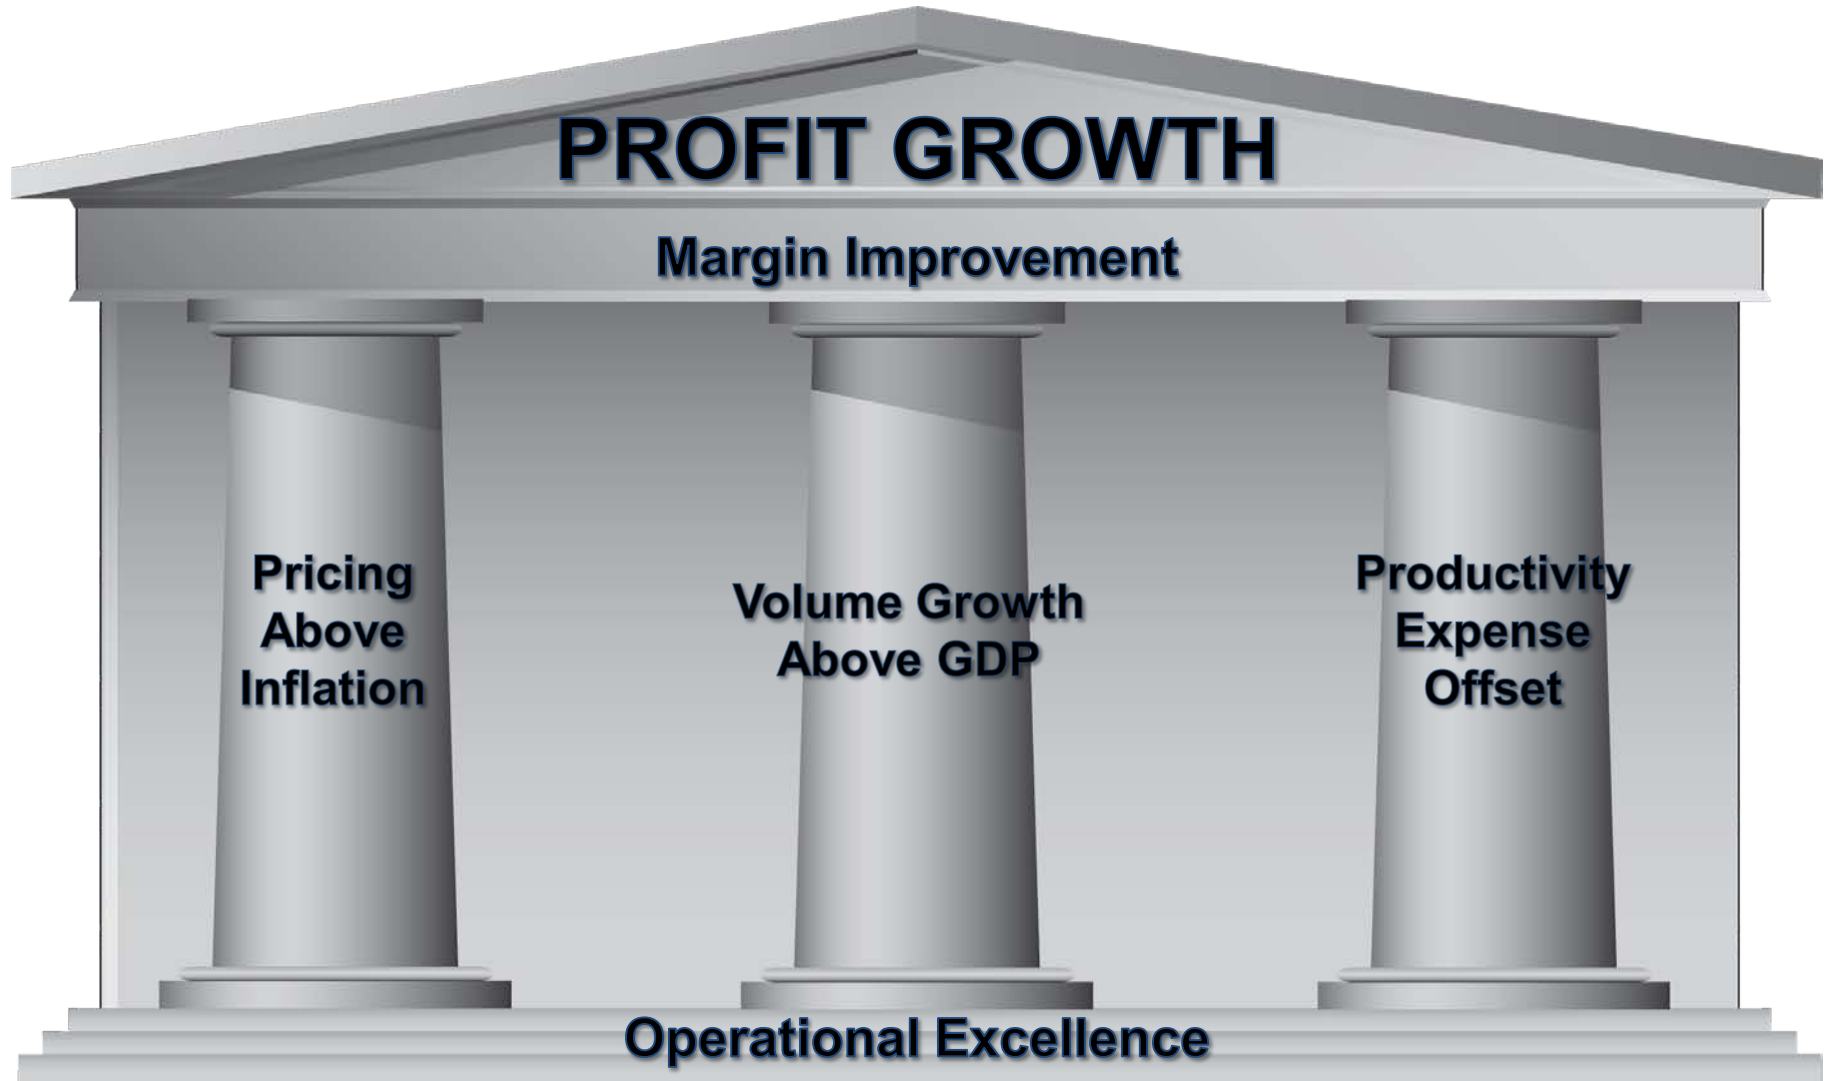 PROFIT GROWTH
Margin Improvement
Pricing
Above
Inflation
Volume Growth
Above GDP
Productivity
Expense
Offset
Operational Excellence